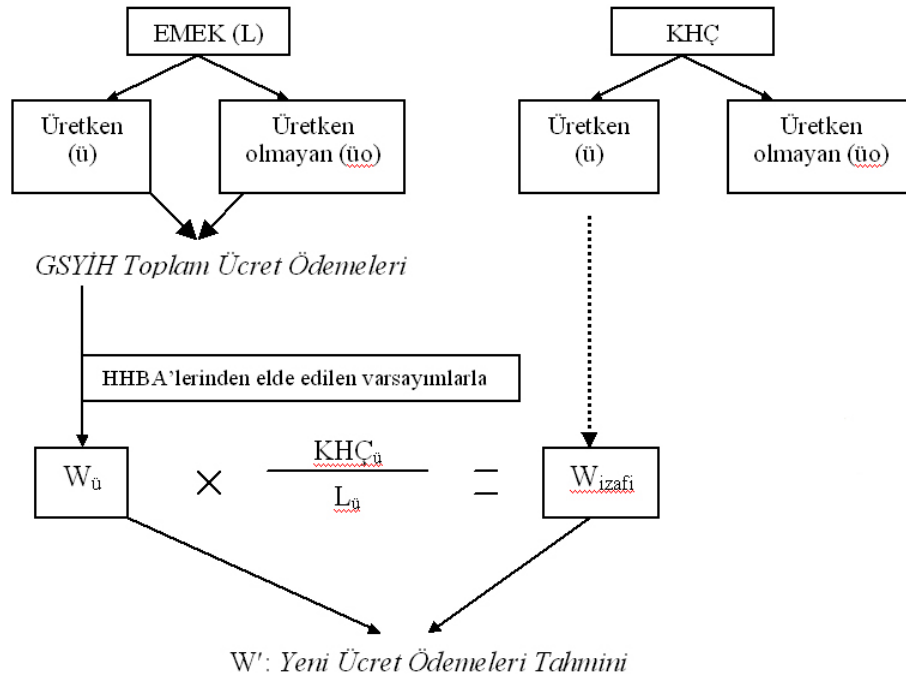 EMEK (L)
KHÇ
Üretken
(ü)
Üretken
olmayan (üo)
Üretken
(ü)
Üretken
olmayan (üo)
GSYİH Toplam Ücret Ödemeleri
HHBA’lerinden elde edilen varsayımlarla
Wü × KHÇü / Lü = Wizafi
W': Yeni Ücret Ödemeleri Tahmini